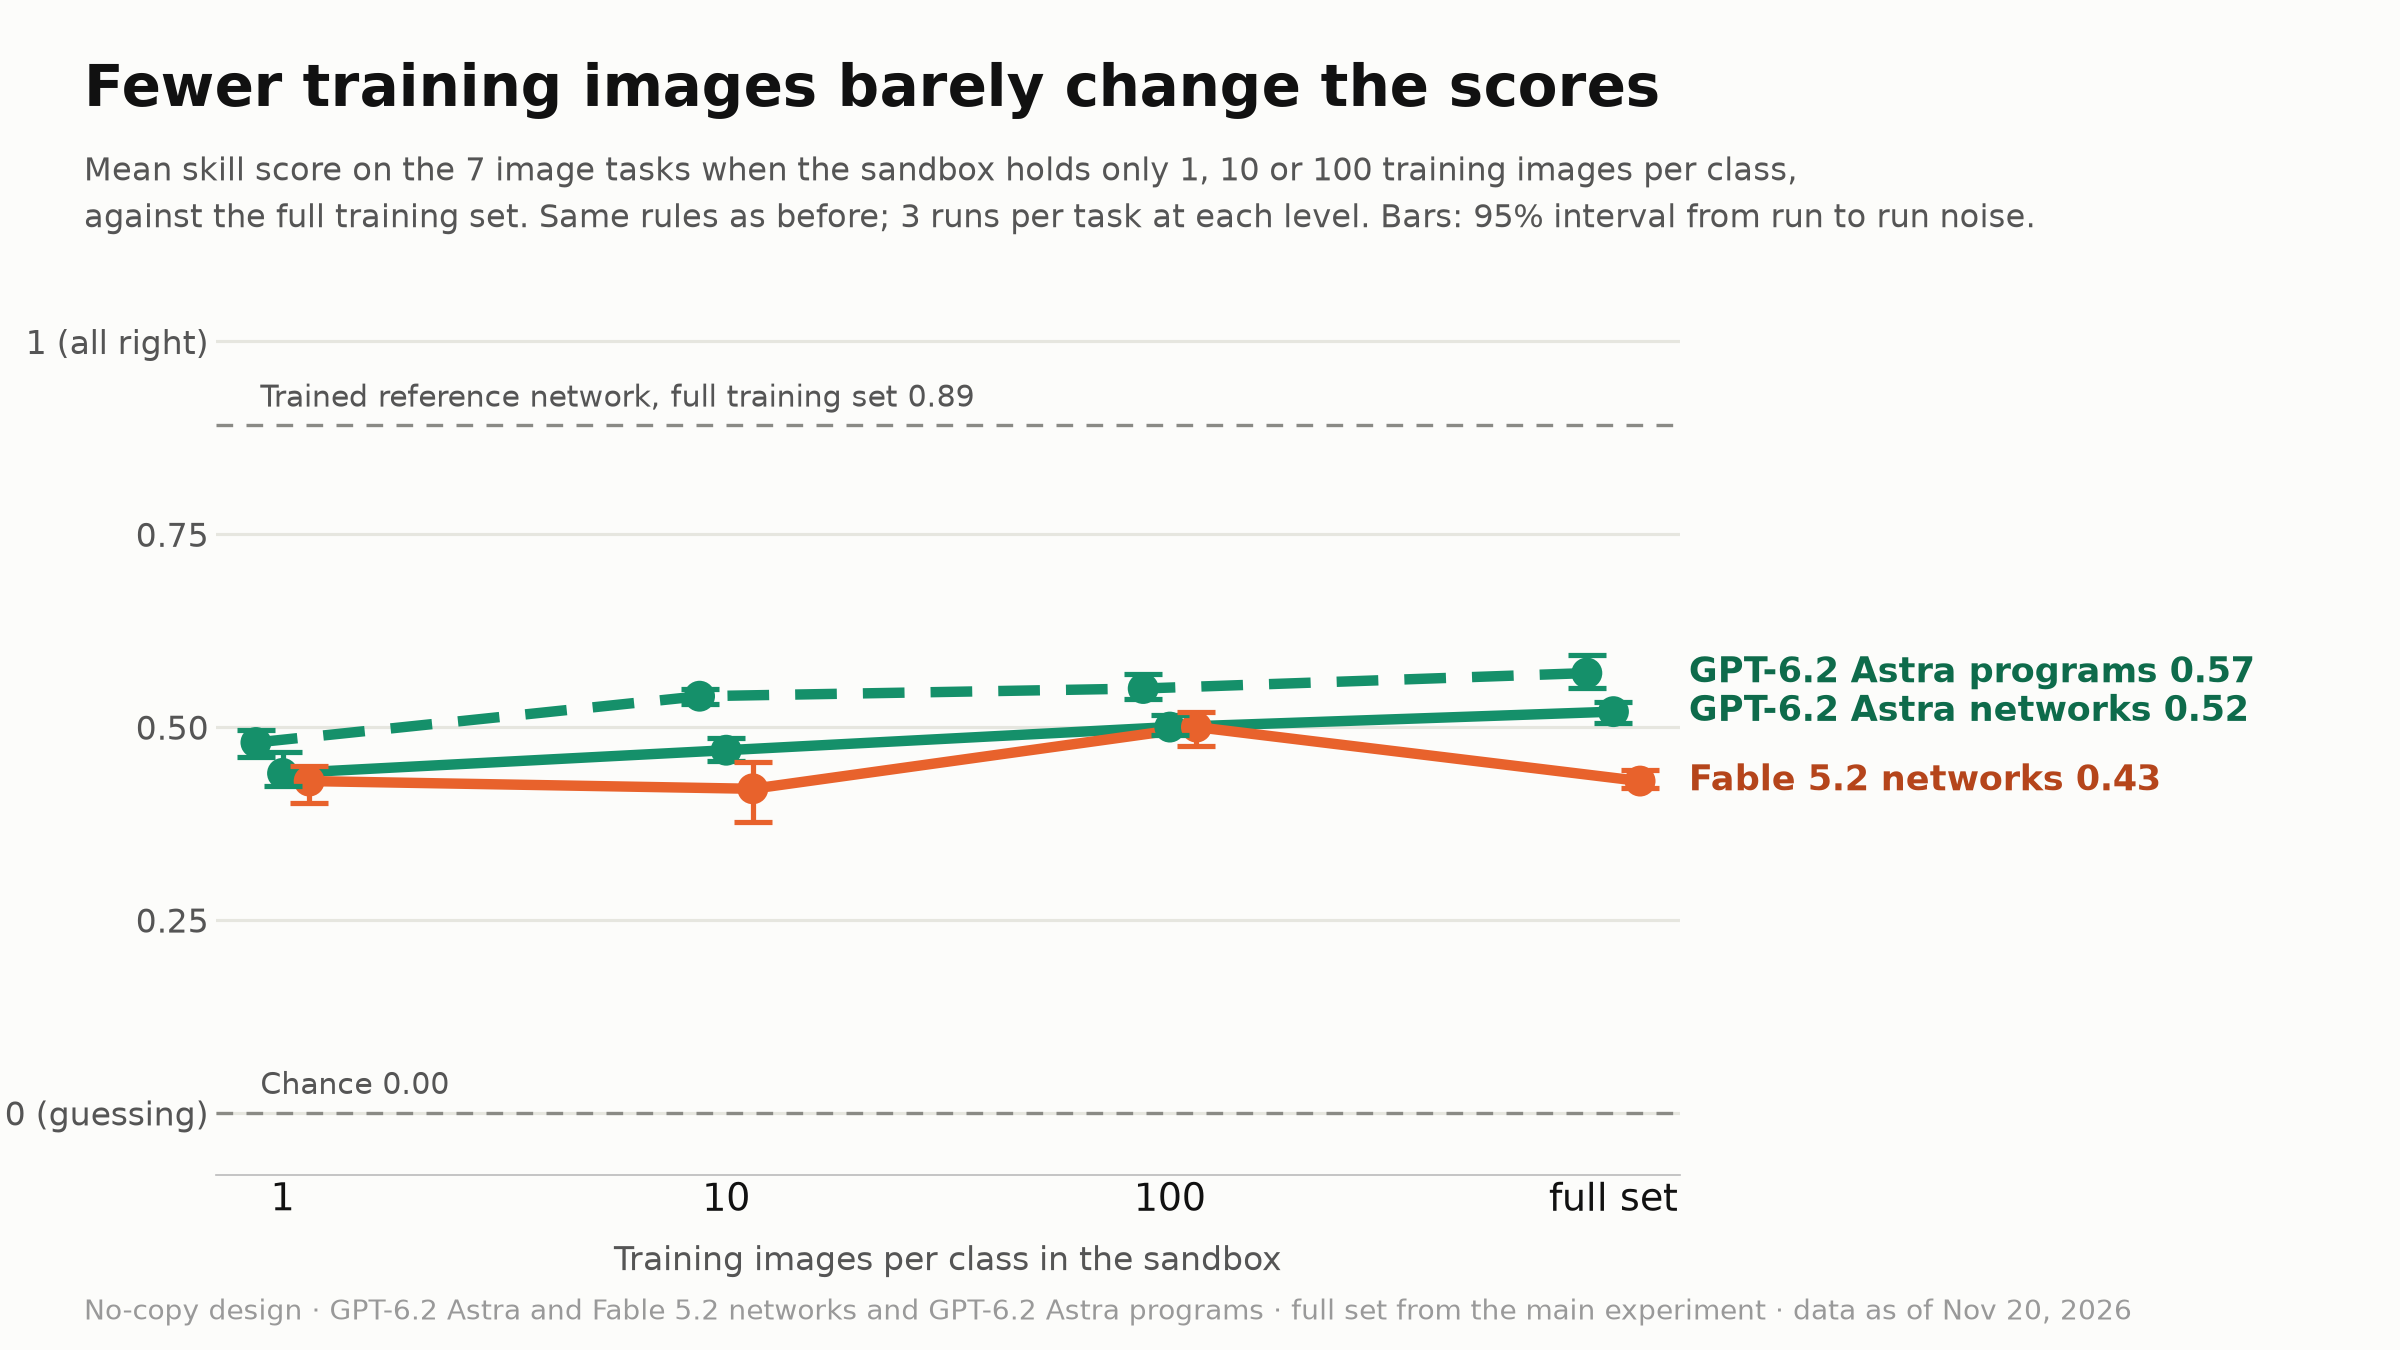 Fewer training images barely change the scores
Mean skill score on the 7 image tasks when the sandbox holds only 1, 10 or 100 training images per class,
against the full training set. Same rules as before; 3 runs per task at each level. Bars: 95% interval from run to run noise.
1 (all right)
Trained reference network, full training set 0.89
0.75
GPT-6.2 Astra programs 0.57
GPT-6.2 Astra networks 0.52
0.50
Fable 5.2 networks 0.43
0.25
Chance 0.00
0 (guessing)
1 10 100 full set
Training images per class in the sandbox
No-copy design · GPT-6.2 Astra and Fable 5.2 networks and GPT-6.2 Astra programs · full set from the main experiment · data as of Nov 20, 2026